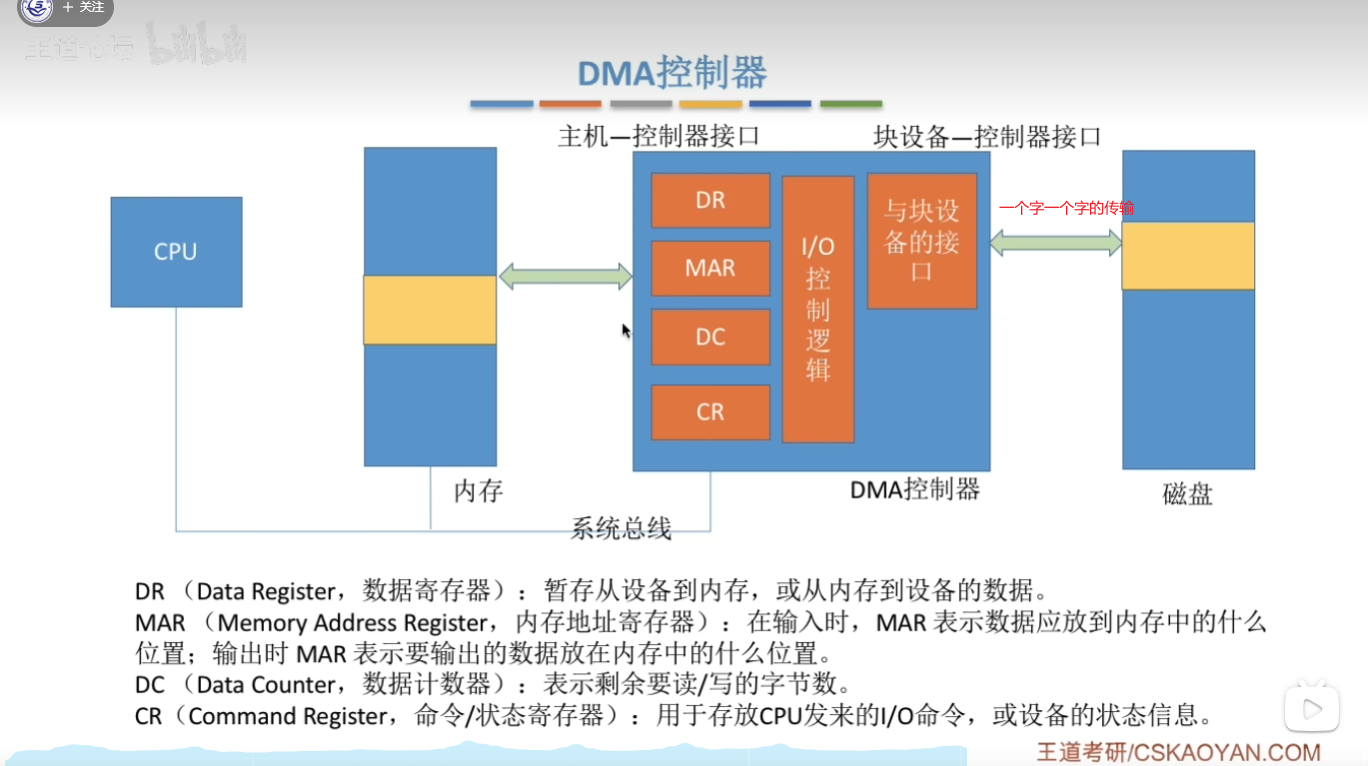 + 关注
王道论坛 bilibili
DMA控制器
主机—控制器接口
块设备—控制器接口
CPU
DR
MAR
DC
CR
I/O
控
制
逻
辑
与块设
备的接
口
一个字一个字的传输
内存
DMA控制器
磁盘
系统总线
DR （Data Register，数据寄存器）：暂存从设备到内存，或从内存到设备的数据。
MAR （Memory Address Register，内存地址寄存器）：在输入时，MAR 表示数据应放到内存中的什么
位置；输出时 MAR 表示要输出的数据放在内存中的什么位置。
DC （Data Counter，数据计数器）：表示剩余要读/写的字节数。
CR（Command Register，命令/状态寄存器）：用于存放CPU发来的I/O命令，或设备的状态信息。
王道考研/CSKAOYAN.COM